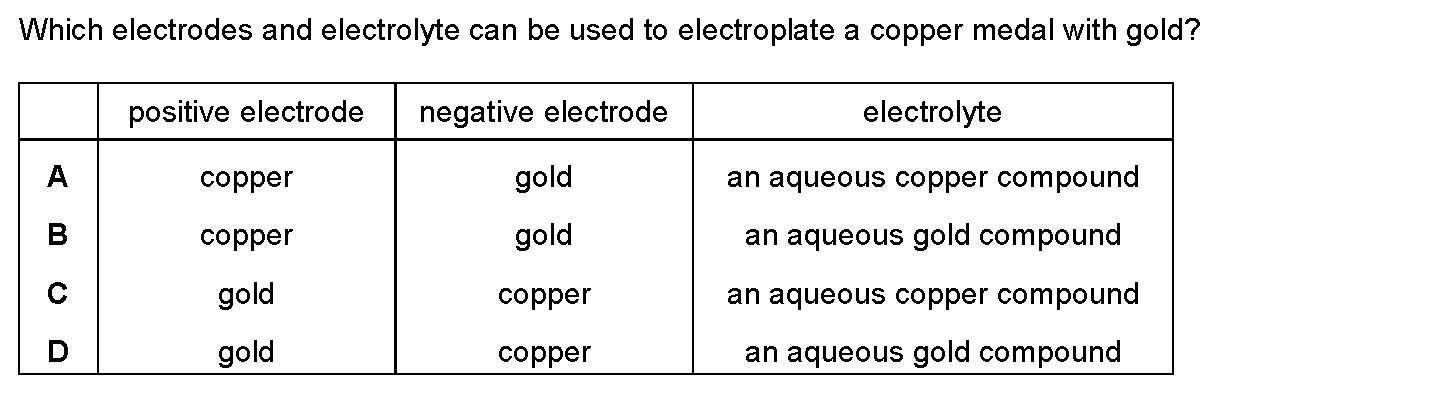 Which electrodes and electrolyte can be used to electroplate a copper medal with gold?
positive electrode negative electrode electrolyte
A copper gold an aqueous copper compound
B copper gold an aqueous gold compound
C gold copper an aqueous copper compound
D gold copper an aqueous gold compound